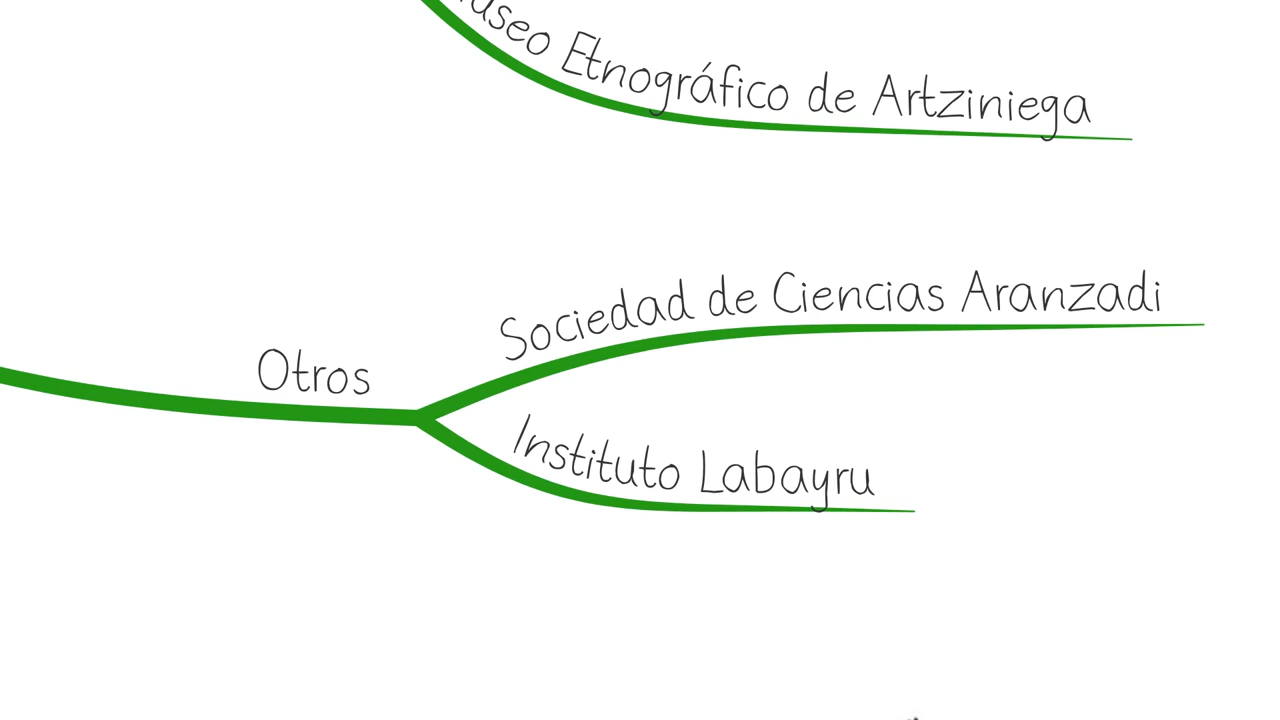 Etnográfico de Artziniega
Sociedad de Ciencias Aranzadi
Otros
Instituto Labayru